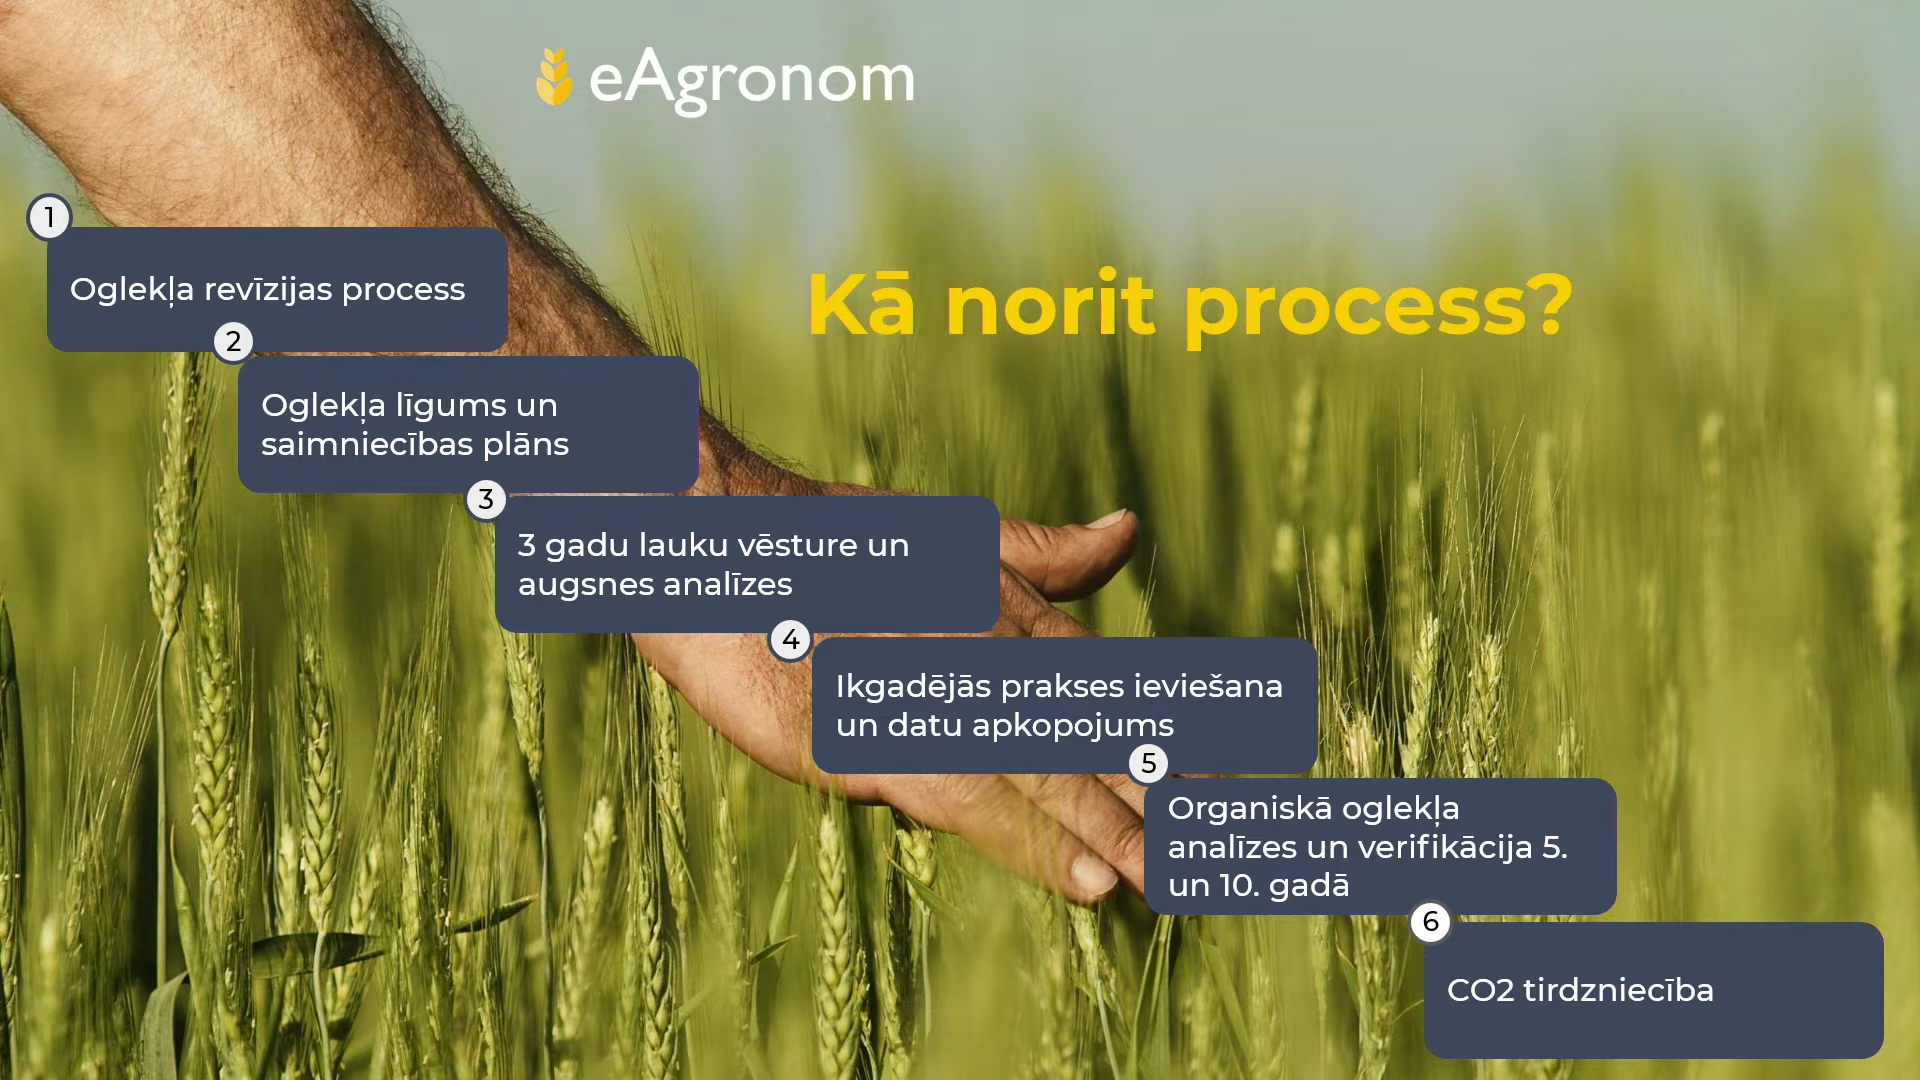 eAgronom
Kā norit process?
1
Oglekļa revīzijas process
2
Oglekļa līgums un
saimniecības plāns
3
3 gadu lauku vēsture un
augsnes analīzes
4
Ikgadējās prakses ieviešana
un datu apkopojums
5
Organiskā oglekļa
analīzes un verifikācija 5.
un 10. gadā
6
CO2 tirdzniecība